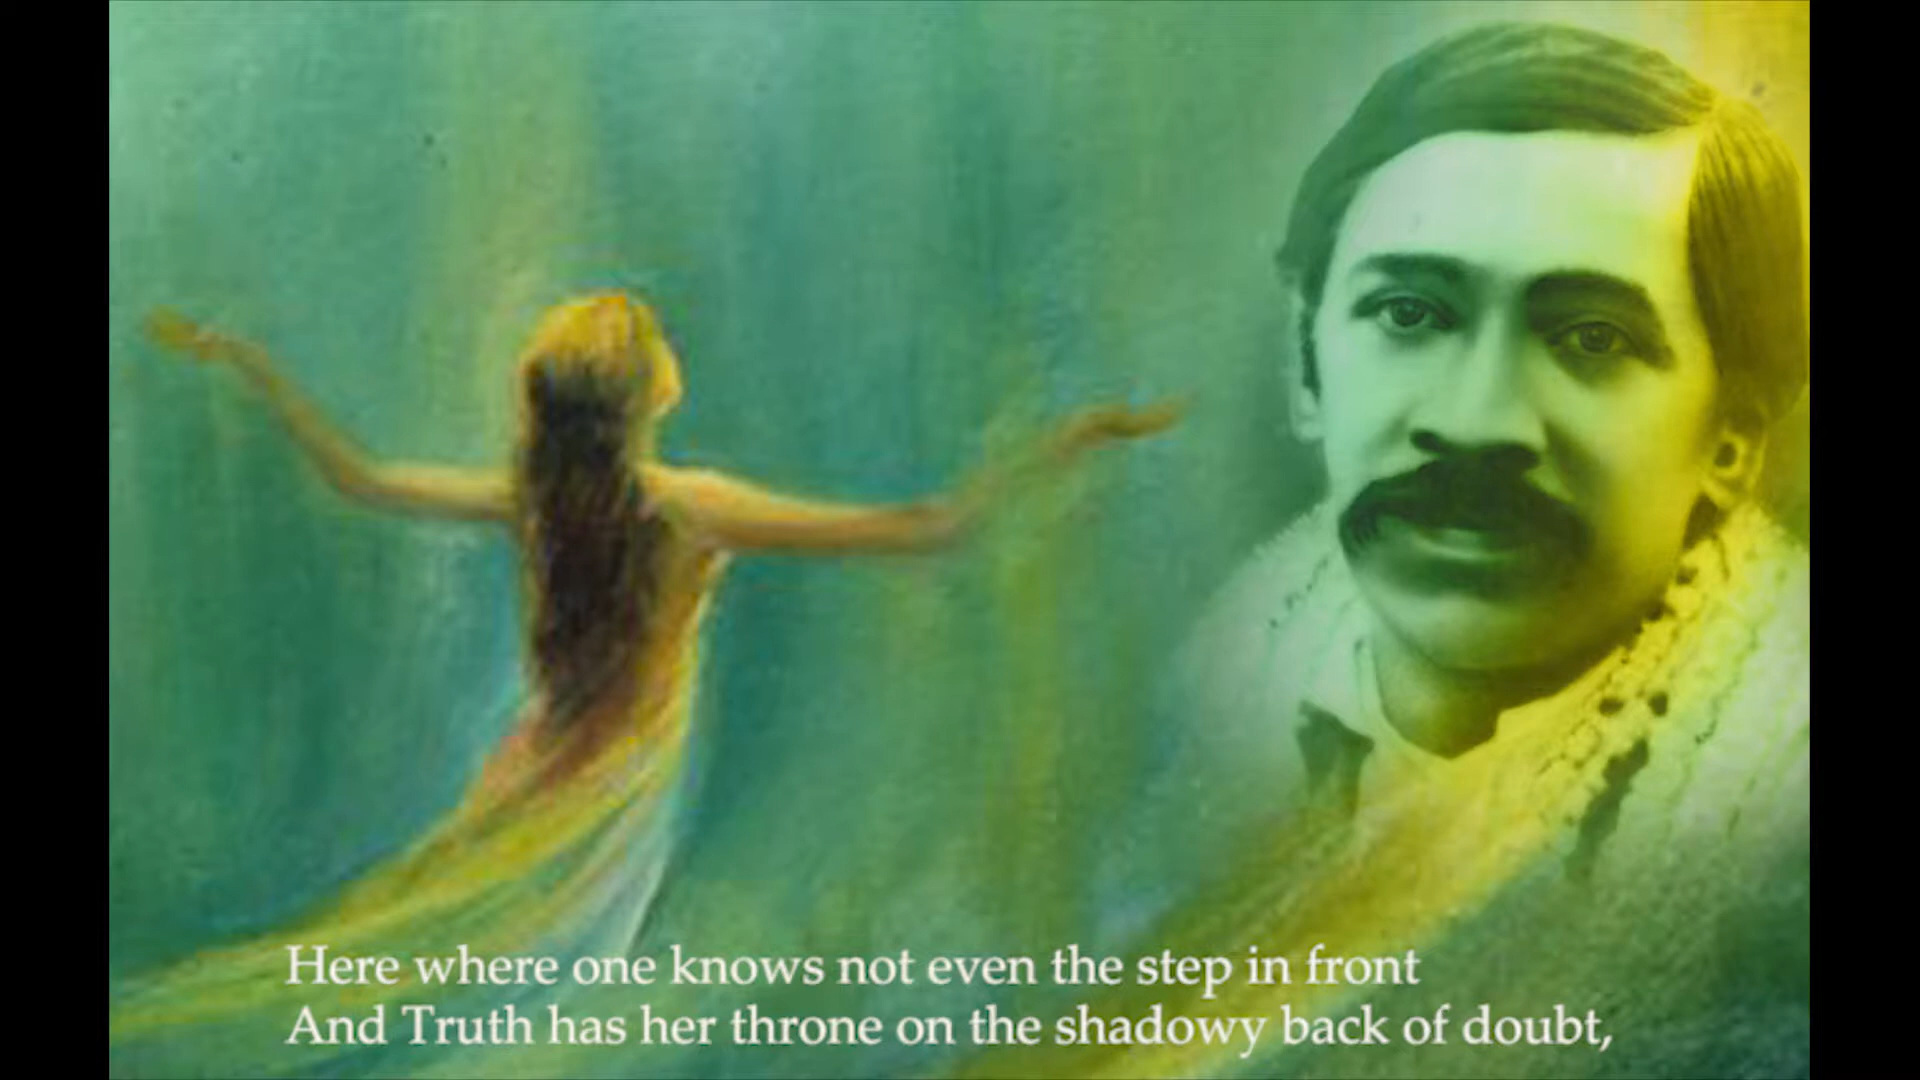 Here where one knows not even the step in front
And Truth has her throne on the shadowy back of doubt,